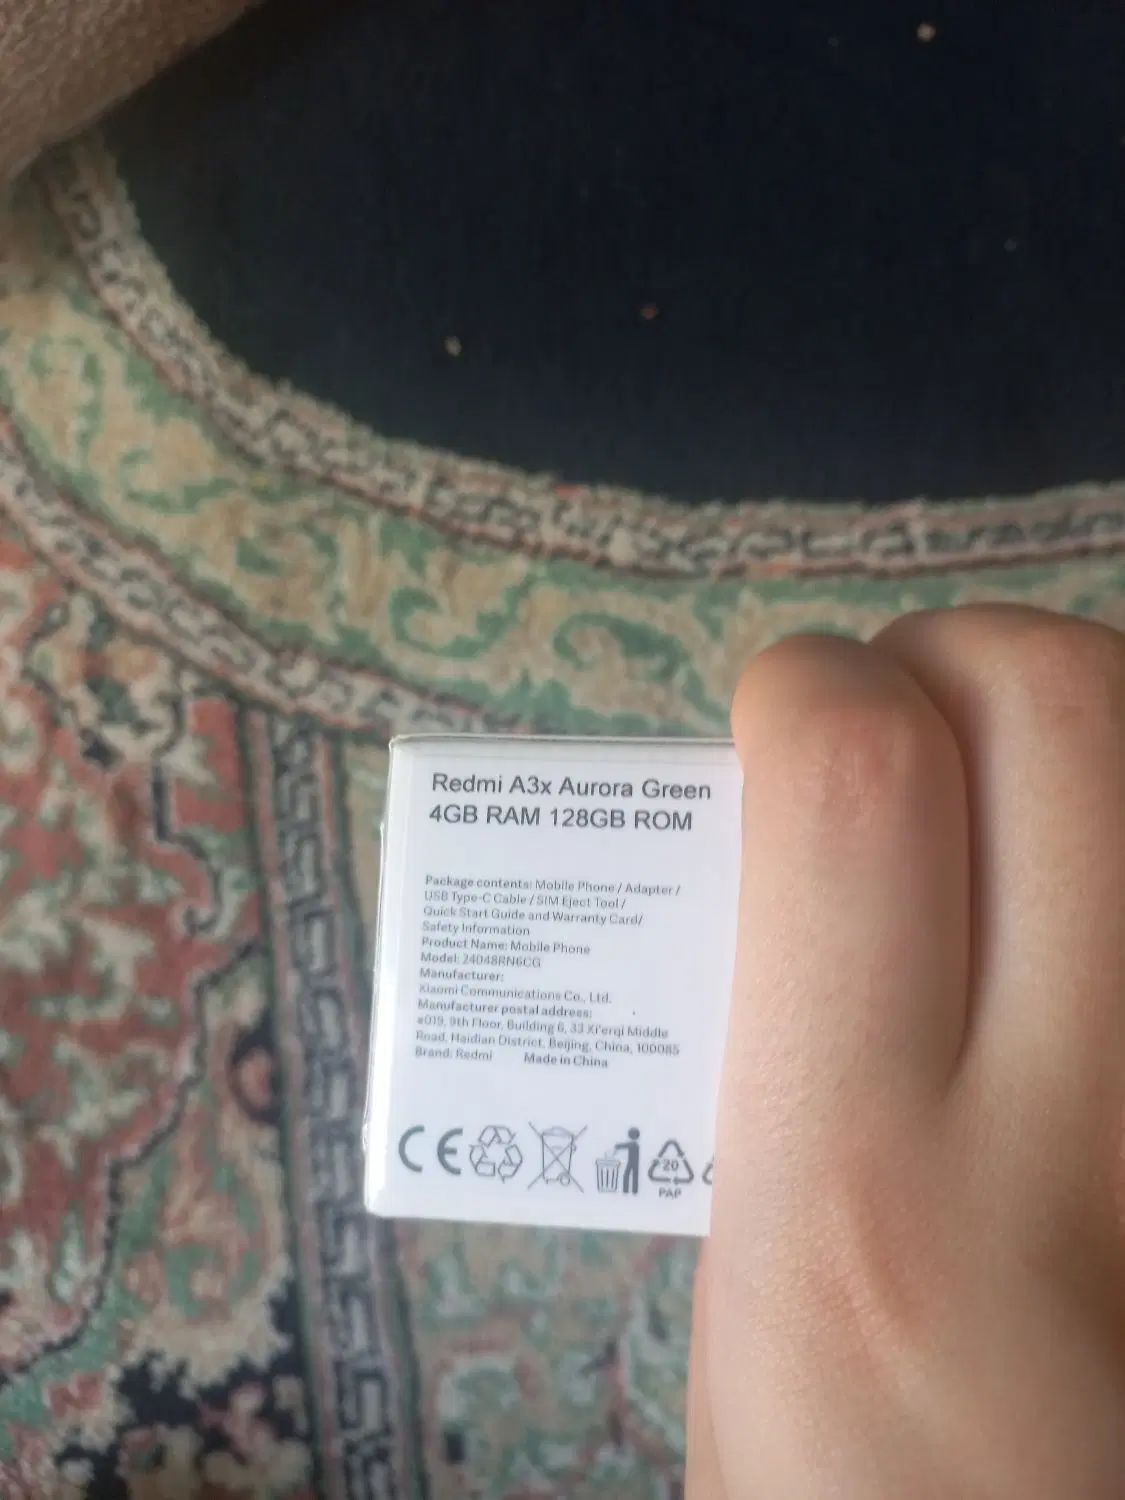 Redmi A3x Aurora Green
4GB RAM 128GB ROM
Package contents: Mobile Phone / Adapter /
USB Type-C Cable / SIM Eject Tool /
Quick Start Guide and Warranty Card/
Safety Information
Product Name: Mobile Phone
Model: 24048RN6CG
Manufacturer:
Xiaomi Communications Co., Ltd.
Manufacturer postal address:
#019, 9th Floor, Building 6, 33 Xi'erqi Middle
Road, Haidian District, Beijing, China, 100085
Brand: Redmi Made in China
CE
20
PAP